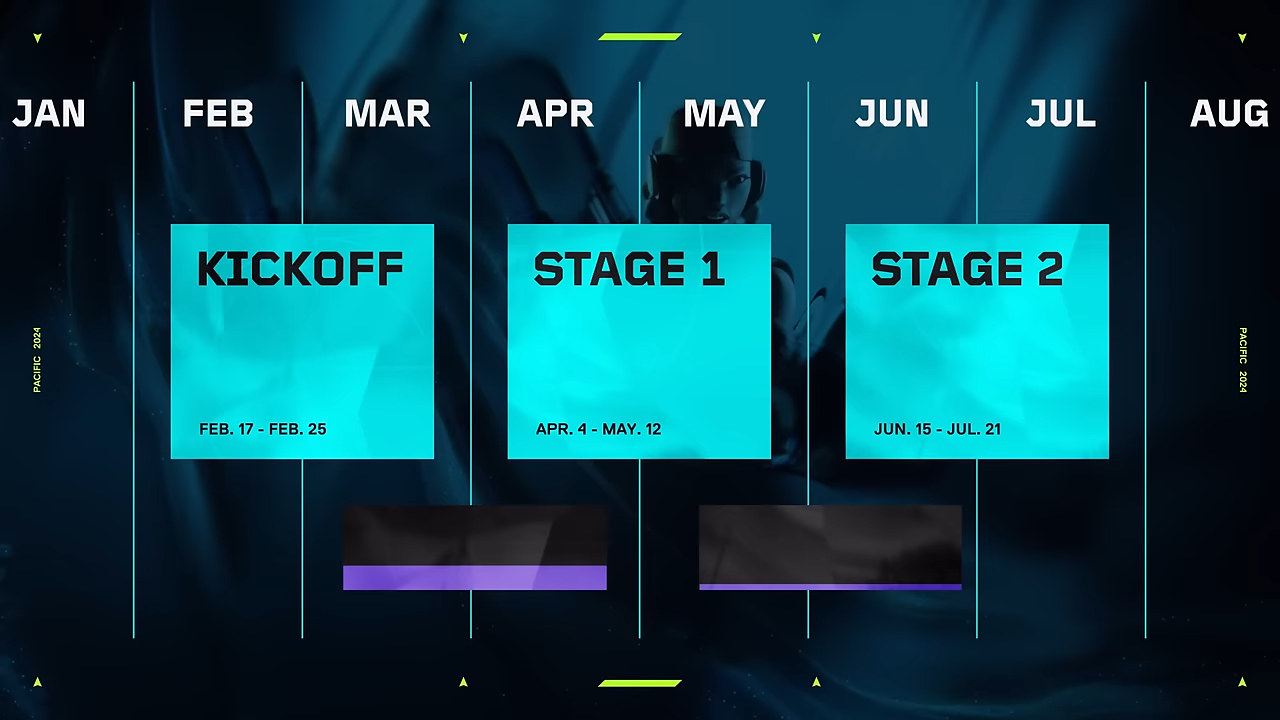 JAN FEB MAR APR MAY JUN JUL AUG
KICKOFF
FEB. 17 - FEB. 25
STAGE 1
APR. 4 - MAY. 12
STAGE 2
JUN. 15 - JUL. 21
PACIFIC 2024
PACIFIC 2024